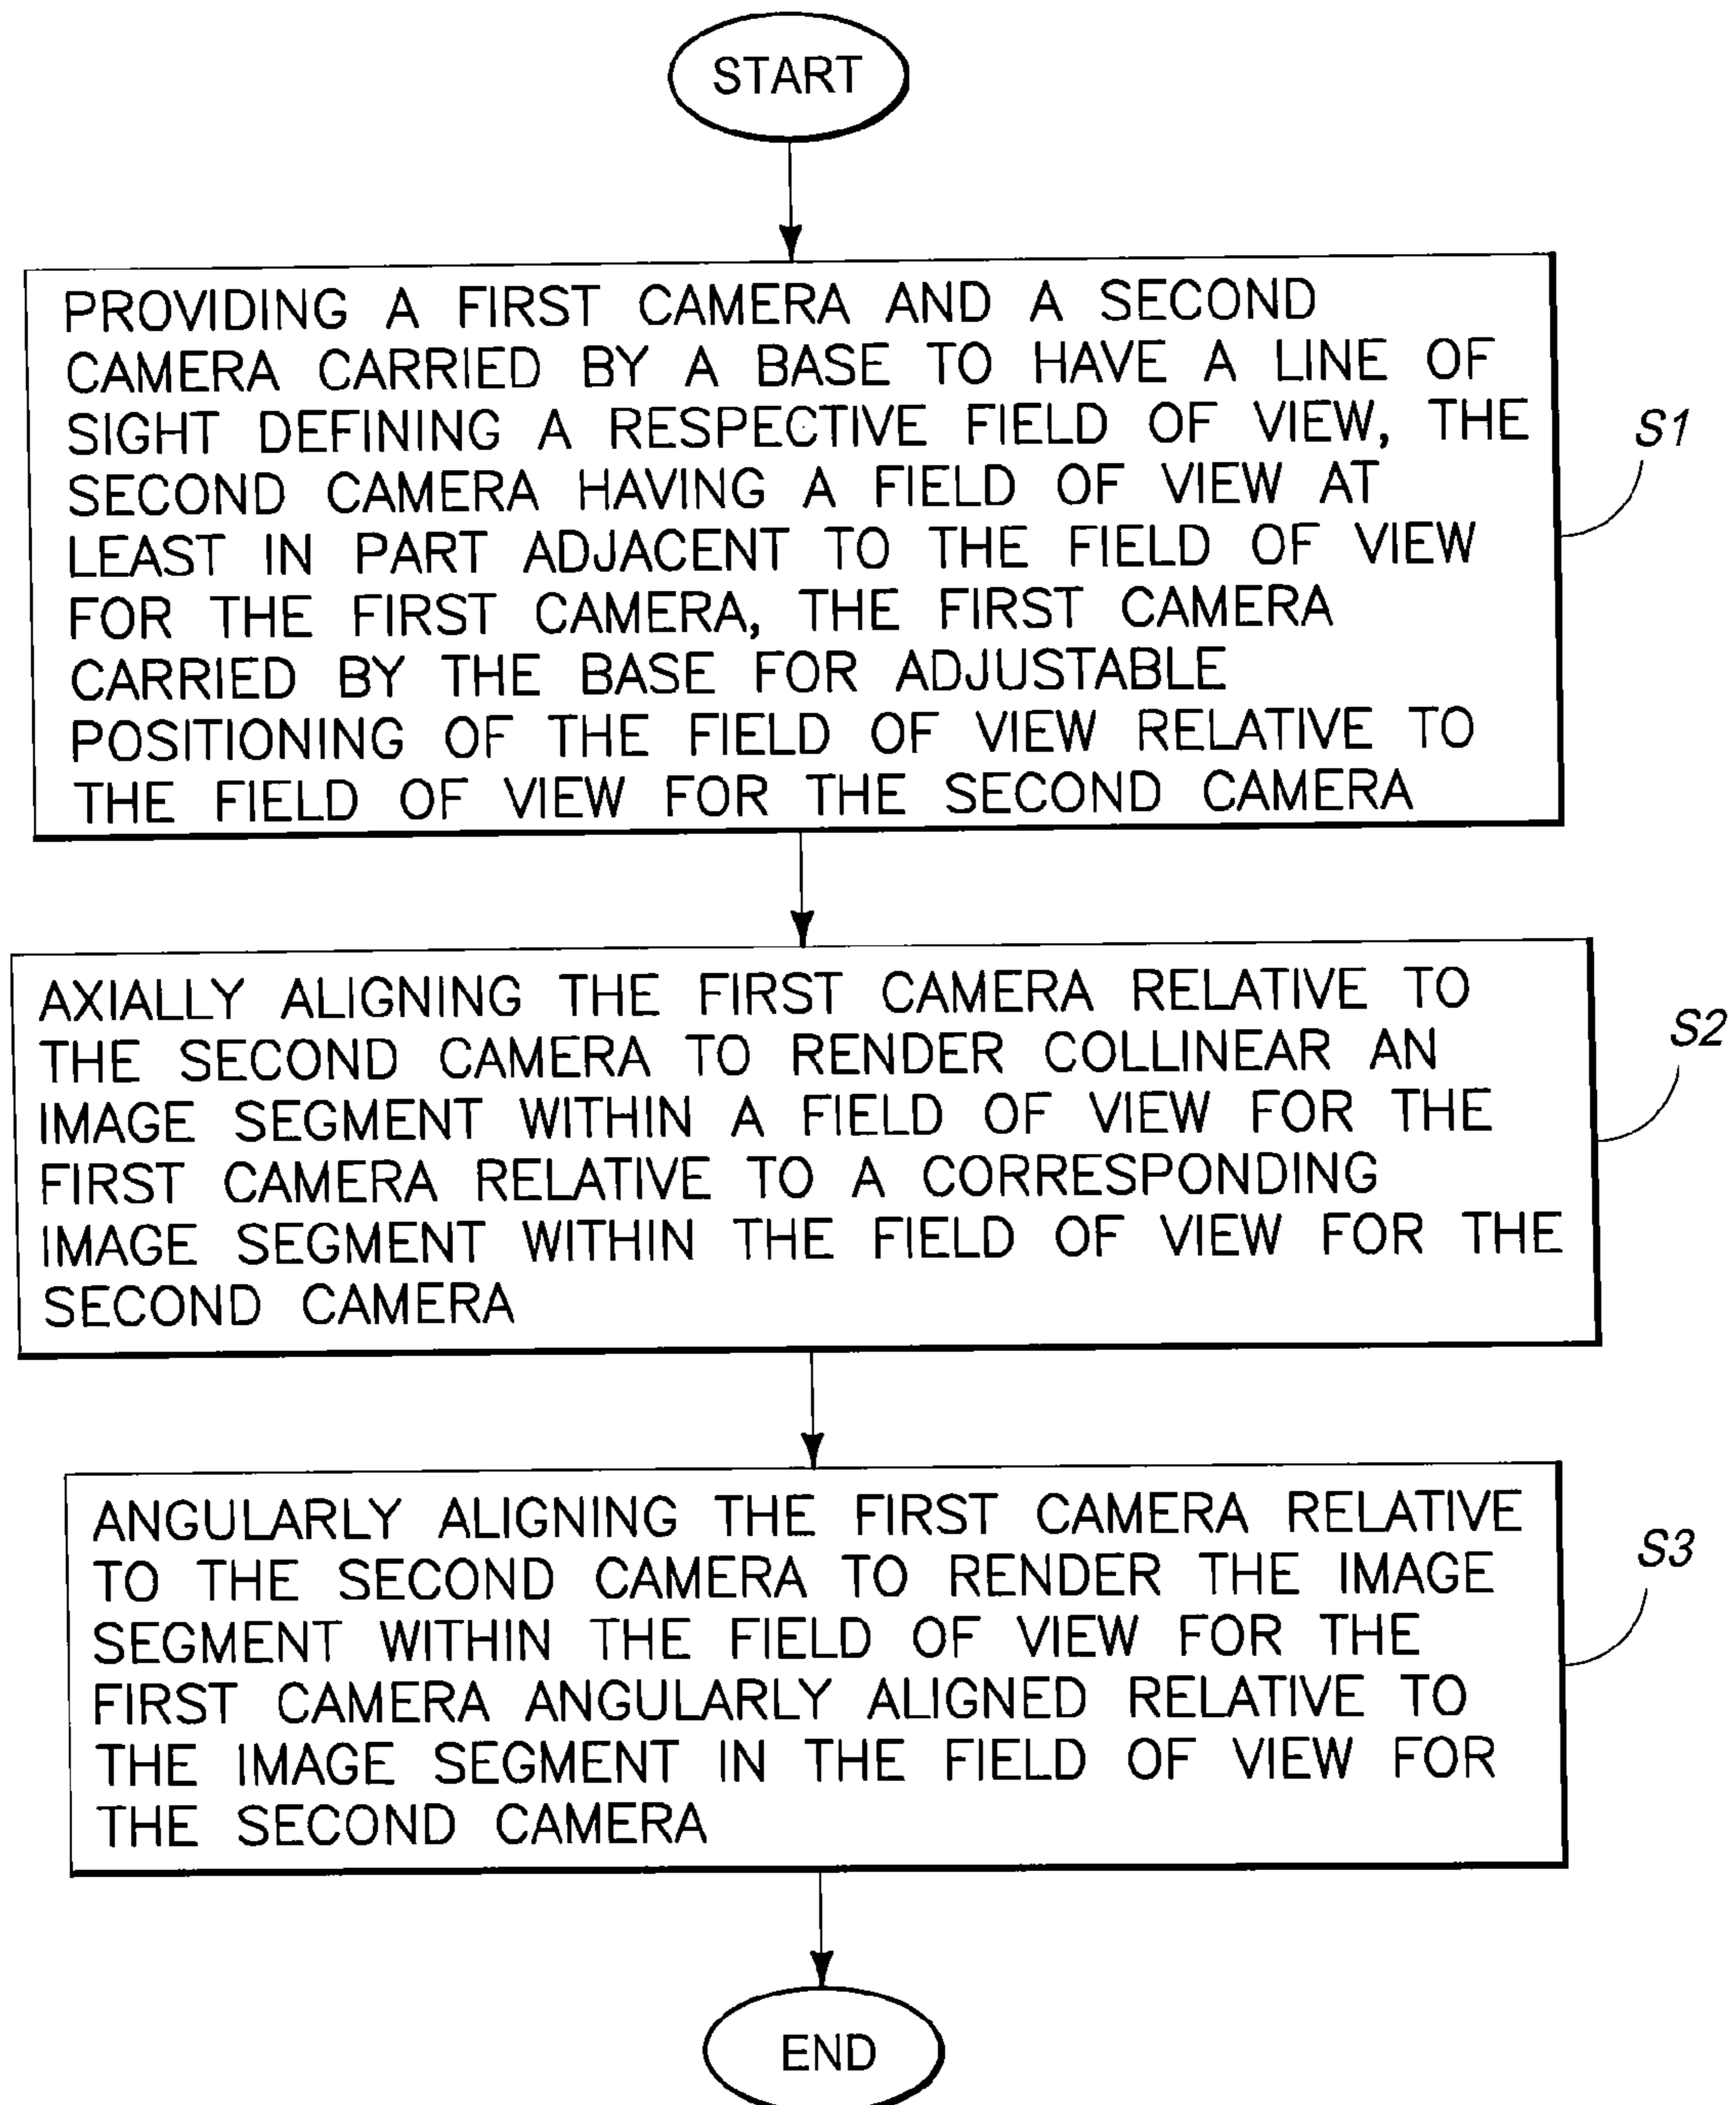 START
PROVIDING A FIRST CAMERA AND A SECOND
CAMERA CARRIED BY A BASE TO HAVE A LINE OF
SIGHT DEFINING A RESPECTIVE FIELD OF VIEW, THE
SECOND CAMERA HAVING A FIELD OF VIEW AT
LEAST IN PART ADJACENT TO THE FIELD OF VIEW
FOR THE FIRST CAMERA, THE FIRST CAMERA
CARRIED BY THE BASE FOR ADJUSTABLE
POSITIONING OF THE FIELD OF VIEW RELATIVE TO
THE FIELD OF VIEW FOR THE SECOND CAMERA
S1
AXIALLY ALIGNING THE FIRST CAMERA RELATIVE TO
THE SECOND CAMERA TO RENDER COLLINEAR AN
IMAGE SEGMENT WITHIN A FIELD OF VIEW FOR THE
FIRST CAMERA RELATIVE TO A CORRESPONDING
IMAGE SEGMENT WITHIN THE FIELD OF VIEW FOR THE
SECOND CAMERA
S2
ANGULARLY ALIGNING THE FIRST CAMERA RELATIVE
TO THE SECOND CAMERA TO RENDER THE IMAGE
SEGMENT WITHIN THE FIELD OF VIEW FOR THE
FIRST CAMERA ANGULARLY ALIGNED RELATIVE TO
THE IMAGE SEGMENT IN THE FIELD OF VIEW FOR
THE SECOND CAMERA
S3
END